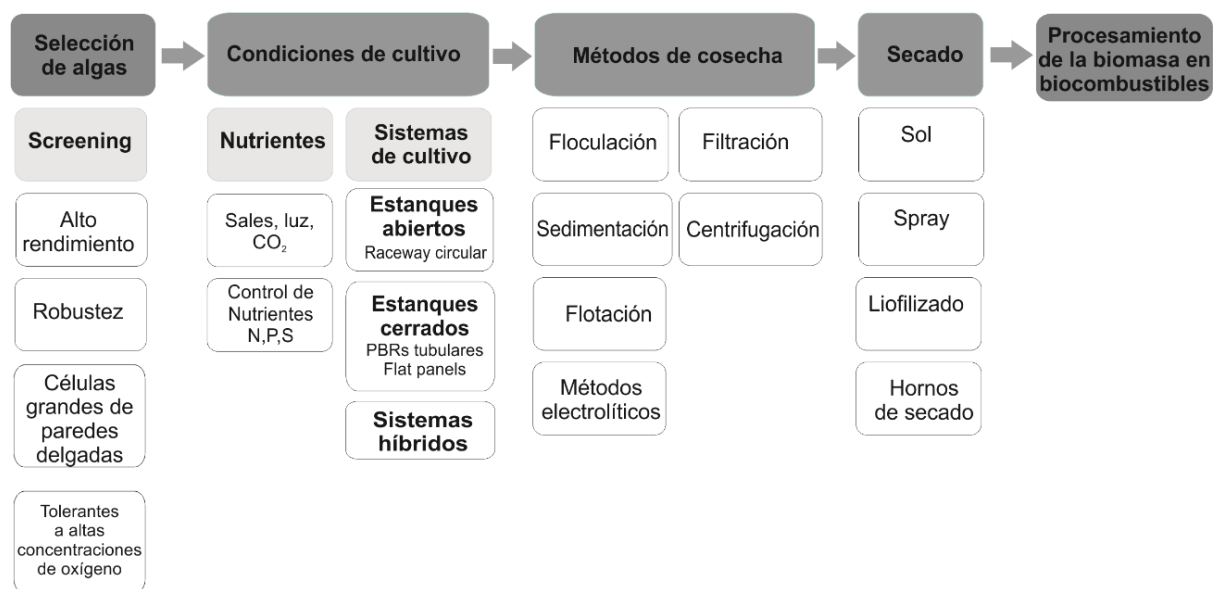 Selección
de algas
Condiciones de cultivo
Métodos de cosecha
Secado
Procesamiento
de la biomasa en
biocombustibles
Screening
Alto
rendimiento
Robustez
Células
grandes de
paredes
delgadas
Tolerantes
a altas
concentraciones
de oxígeno
Nutrientes
Sales, luz,
CO₂
Control de
Nutrientes
N,P,S
Sistemas
de cultivo
Estanques
abiertos
Raceway circular
Estanques
cerrados
PBRs tubulares
Flat panels
Sistemas
híbridos
Floculación
Sedimentación
Flotación
Métodos
electrolíticos
Filtración
Centrifugación
Sol
Spray
Liofilizado
Hornos
de secado